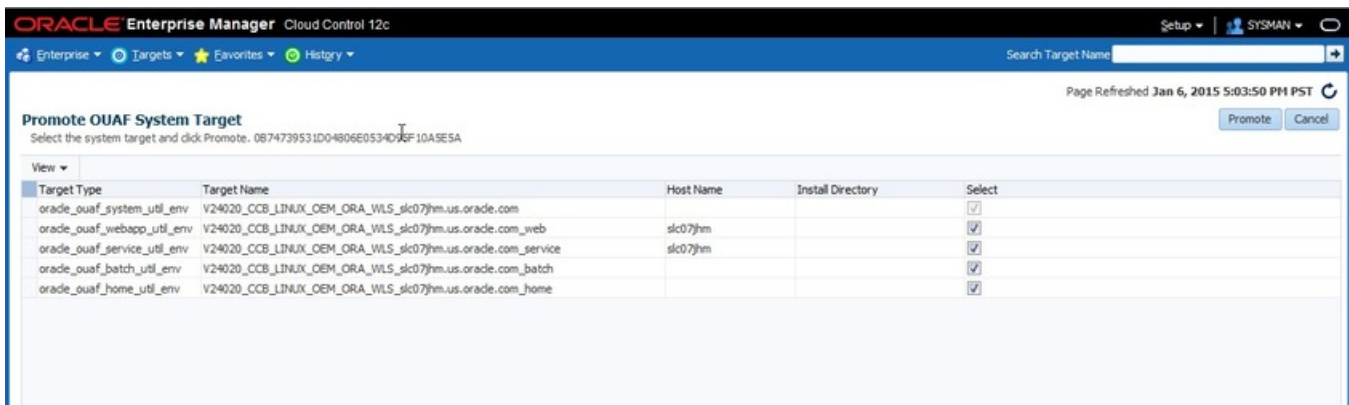 ORACLE Enterprise Manager Cloud Control 12c
Setup SYSMAN
Enterprise Targets Favorites History Search Target Name
Page Refreshed Jan 6, 2015 5:03:50 PM PST
Promote OUAF System Target Promote Cancel
Select the system target and click Promote.
View
Target Type Target Name Host Name Install Directory Select
oracle_ouaf_system_util_env V24020_CCB_LINUX_OEM_ORA_WLS_slc07jhm.us.oracle.com
oracle_ouaf_webapp_util_env V24020_CCB_LINUX_OEM_ORA_WLS_slc07jhm.us.oracle.com_web slc07jhm
oracle_ouaf_service_util_env V24020_CCB_LINUX_OEM_ORA_WLS_slc07jhm.us.oracle.com_service slc07jhm
oracle_ouaf_batch_util_env V24020_CCB_LINUX_OEM_ORA_WLS_slc07jhm.us.oracle.com_batch
oracle_ouaf_home_util_env V24020_CCB_LINUX_OEM_ORA_WLS_slc07jhm.us.oracle.com_home